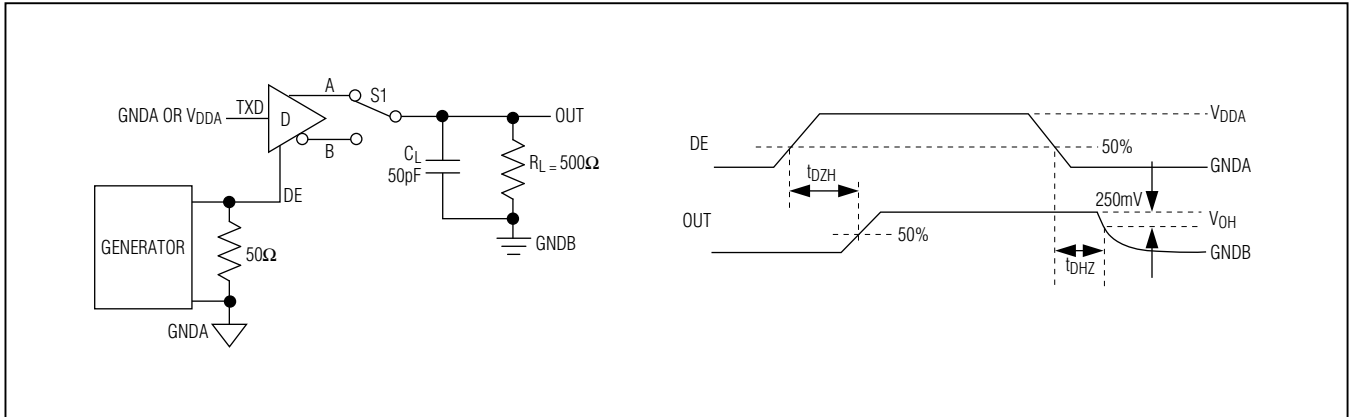 A
S1
GNDA OR VDDA
TXD
D
OUT
B
CL
50pF
RL = 500Ω
DE
GENERATOR
50Ω
GNDB
GNDA
VDDA
DE
50%
GNDA
tDZH
250mV
VOH
OUT
50%
GNDB
tDHZ